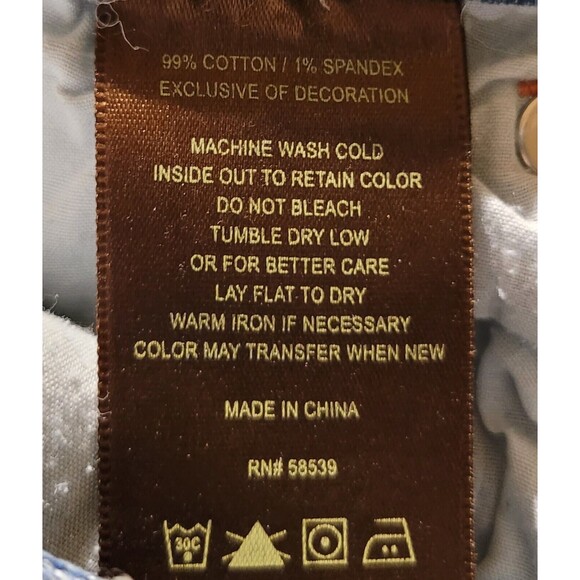 99% COTTON / 1% SPANDEX
EXCLUSIVE OF DECORATION
MACHINE WASH COLD
INSIDE OUT TO RETAIN COLOR
DO NOT BLEACH
TUMBLE DRY LOW
OR FOR BETTER CARE
LAY FLAT TO DRY
WARM IRON IF NECESSARY
COLOR MAY TRANSFER WHEN NEW
MADE IN CHINA
RN# 58539
30C